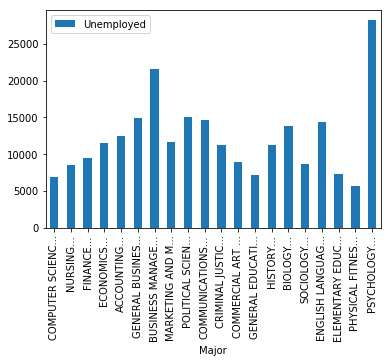 Unemployed
25000
20000
15000
10000
5000
0
COMPUTER SCIENC...
NURSING...
FINANCE...
ECONOMICS...
ACCOUNTING...
GENERAL BUSINES...
BUSINESS MANAGE...
MARKETING AND M...
POLITICAL SCIEN...
COMMUNICATIONS...
CRIMINAL JUSTIC...
COMMERCIAL ART ...
GENERAL EDUCATI...
HISTORY...
BIOLOGY...
SOCIOLOGY...
ENGLISH LANGUAG...
ELEMENTARY EDUC...
PHYSICAL FITNES...
PSYCHOLOGY...
Major